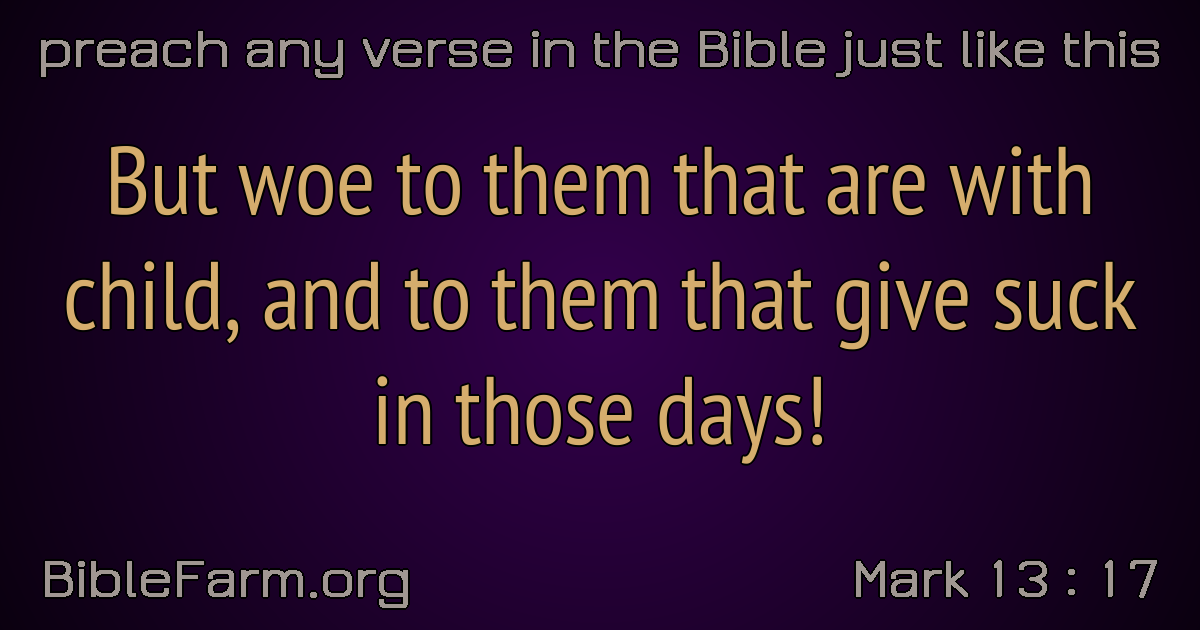 preach any verse in the Bible just like this
But woe to them that are with
child, and to them that give suck
in those days!
BibleFarm.org
Mark 13 : 17